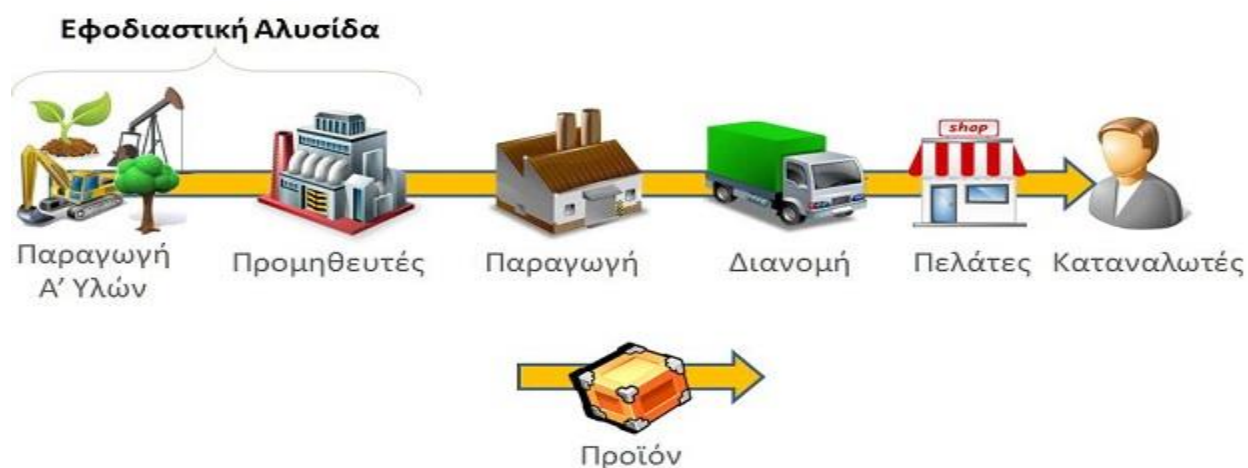 Εφοδιαστική Αλυσίδα
shop
Παραγωγή
Α' Υλών
Προμηθευτές
Παραγωγή
Διανομή
Πελάτες
Καταναλωτές
Προϊόν